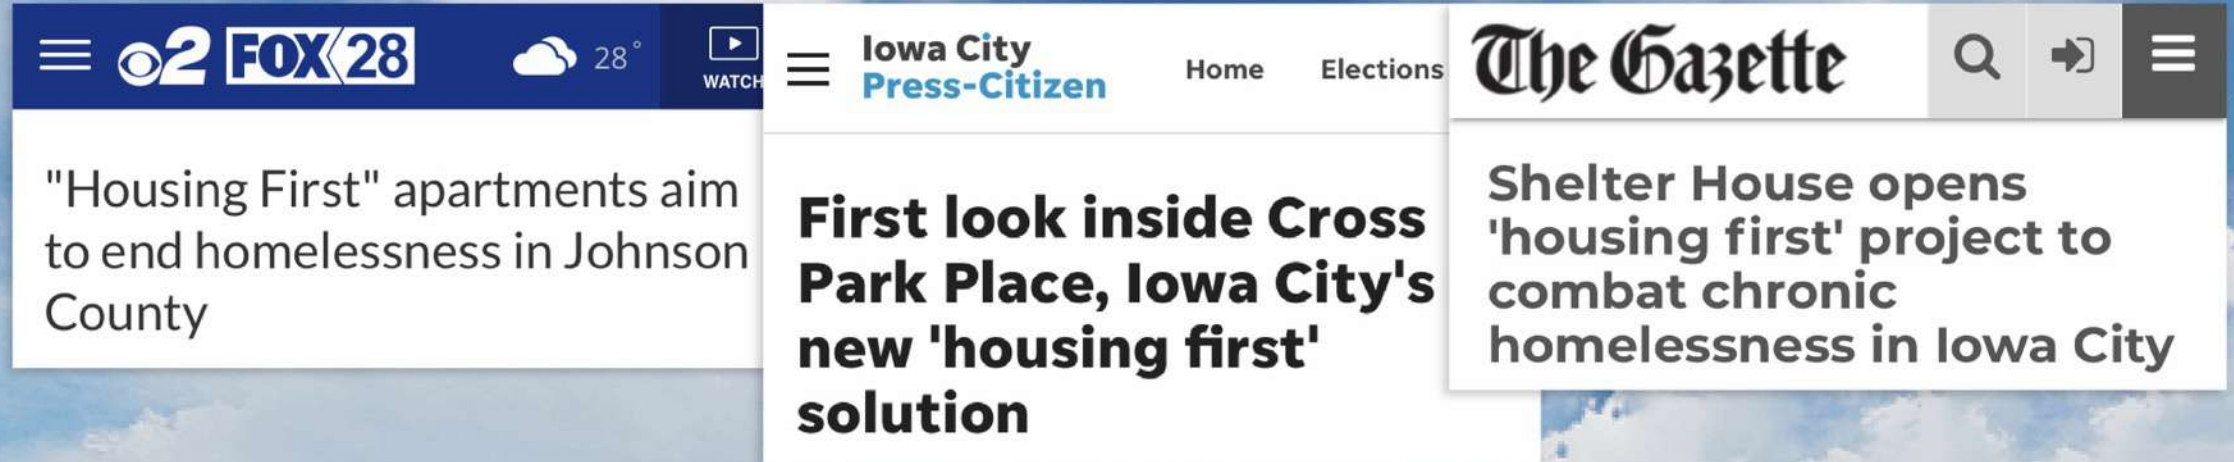 2 FOX 28
28°
WATCH
"Housing First" apartments aim
to end homelessness in Johnson
County
Iowa City
Press-Citizen
Home
Elections
First look inside Cross
Park Place, Iowa City's
new 'housing first'
solution
The Gazette
Shelter House opens
'housing first' project to
combat chronic
homelessness in Iowa City